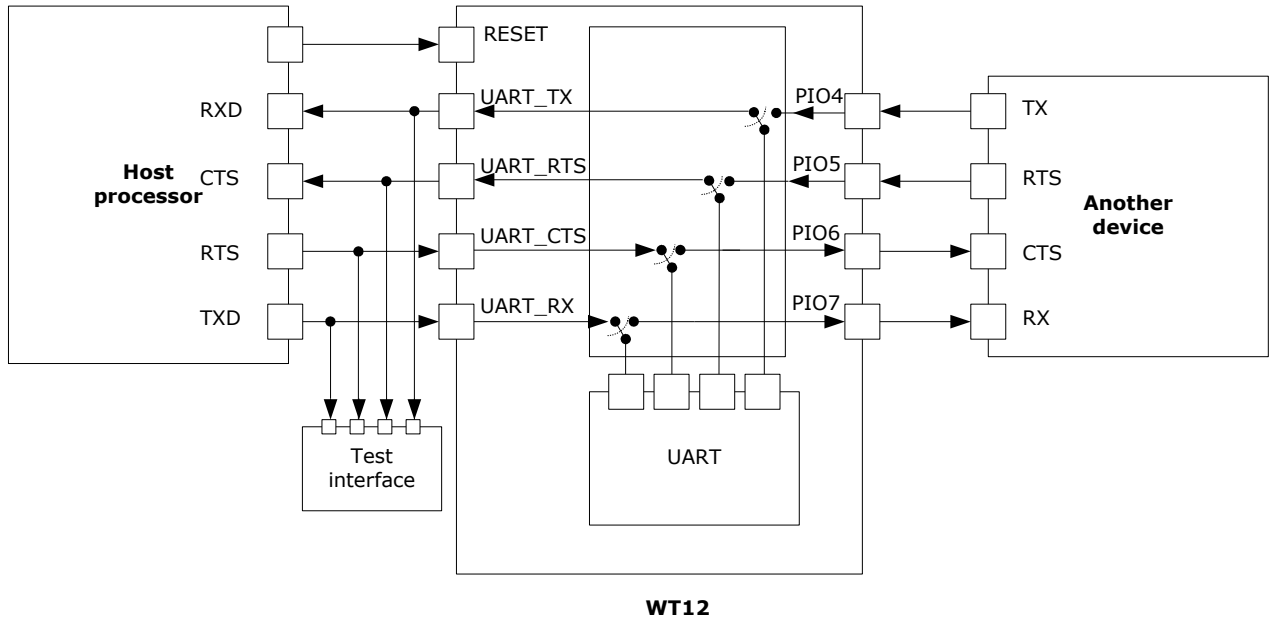 RESET
RXD
UART_TX
PIO4
TX
Host
processor
CTS
UART_RTS
PIO5
RTS
Another
device
RTS
UART_CTS
PIO6
CTS
TXD
UART_RX
PIO7
RX
Test
interface
UART
WT12